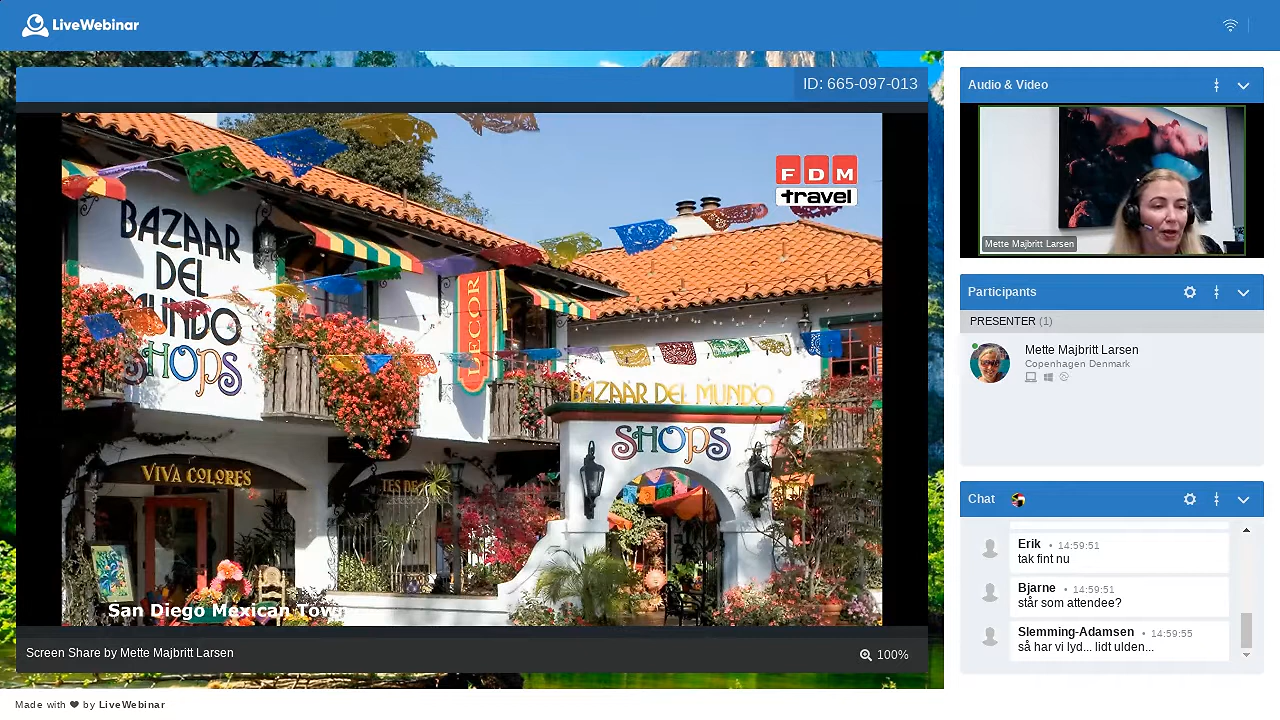 LiveWebinar
ID: 665-097-013
FDM
travel
BAZAAR
DEL
MUNDO
SHOPS
DECOR
BAZAAR DEL MUNDO
SHOPS
VIVA COLORES
San Diego Mexican Town
Screen Share by Mette Majbritt Larsen
100%
Made with by LiveWebinar
Audio & Video
Mette Majbritt Larsen
Participants
PRESENTER (1)
Mette Majbritt Larsen
Copenhagen Denmark
Chat
Erik • 14:59:51
tak fint nu
Bjarne • 14:59:51
står som attendee?
Slemming-Adamsen • 14:59:55
så har vi lyd... lidt ulden...